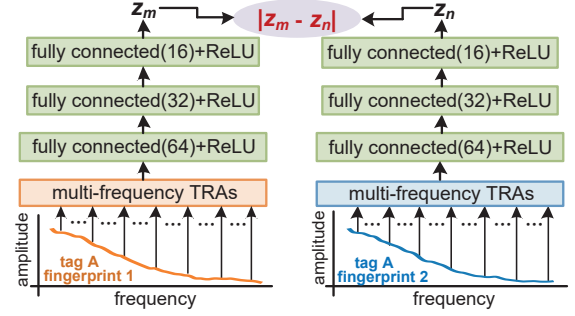 z_m
|z_m - z_n|
z_n
fully connected(16)+ReLU
fully connected(32)+ReLU
fully connected(64)+ReLU
multi-frequency TRAs
amplitude
...
...
...
...
...
...
tag A
fingerprint 1
frequency
fully connected(16)+ReLU
fully connected(32)+ReLU
fully connected(64)+ReLU
multi-frequency TRAs
amplitude
...
...
...
...
...
...
tag A
fingerprint 2
frequency